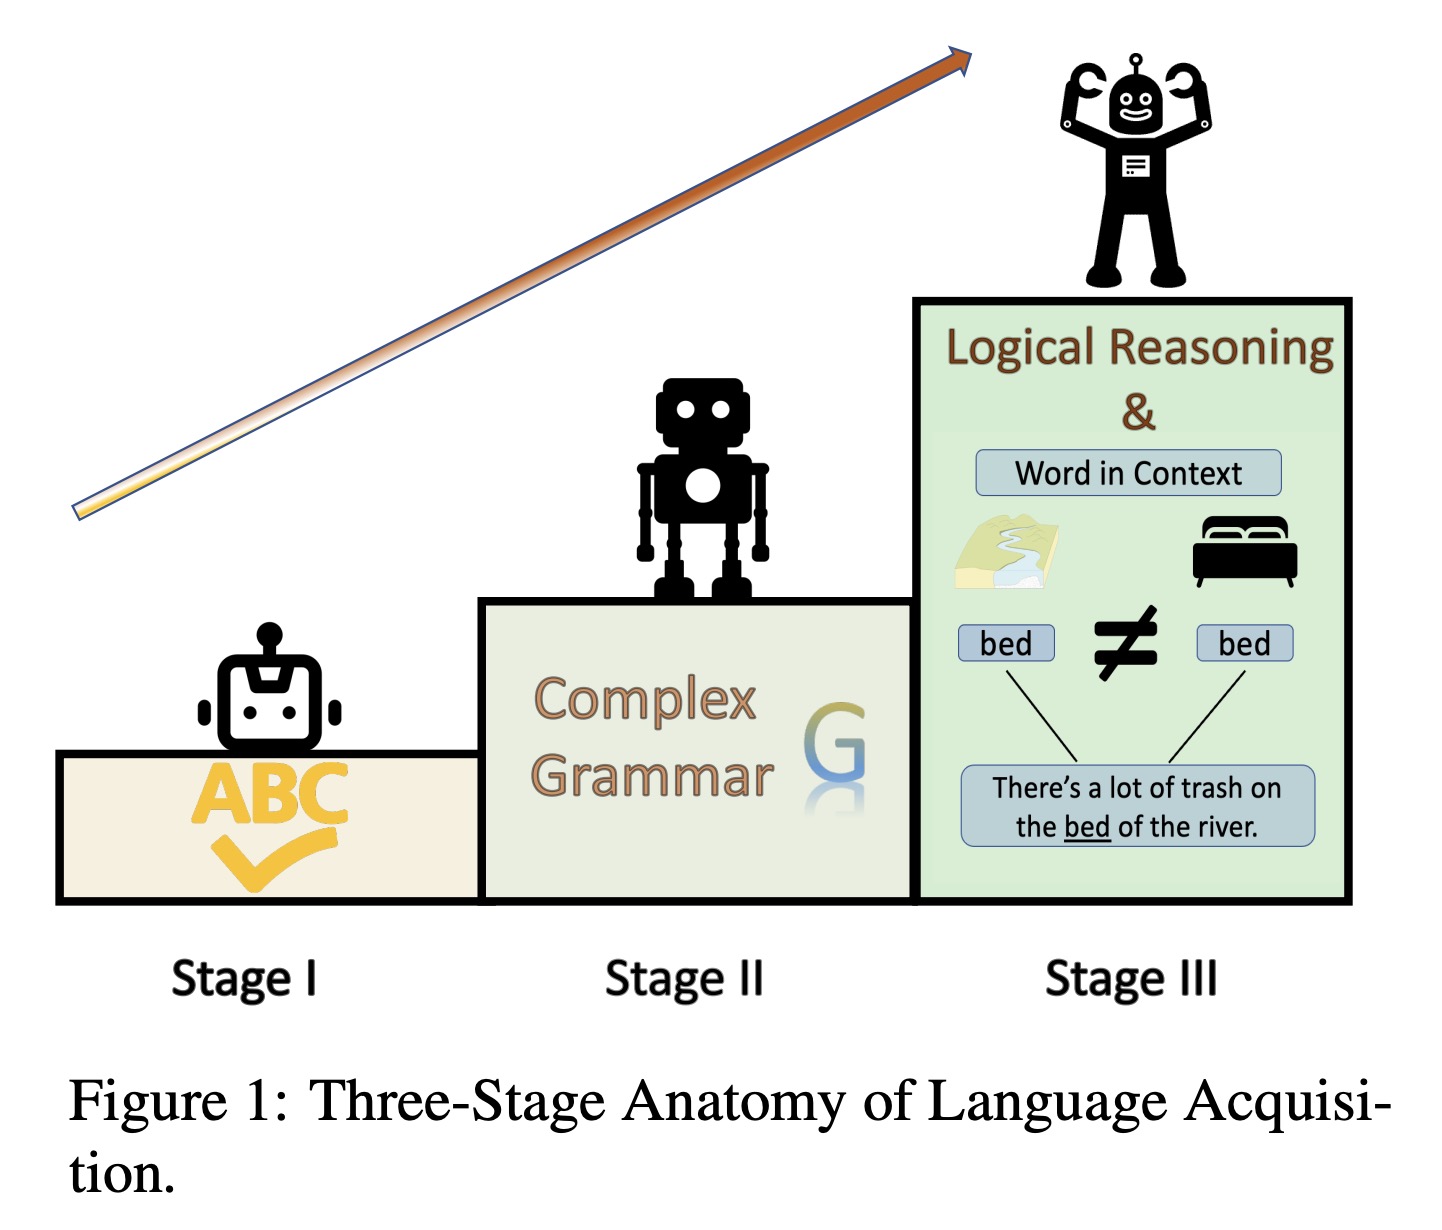 Logical Reasoning
&
Word in Context
bed
≠
bed
There's a lot of trash on
the bed of the river.
Complex
Grammar
G
ABC
Stage I
Stage II
Stage III
Figure 1: Three-Stage Anatomy of Language Acquisi-
tion.